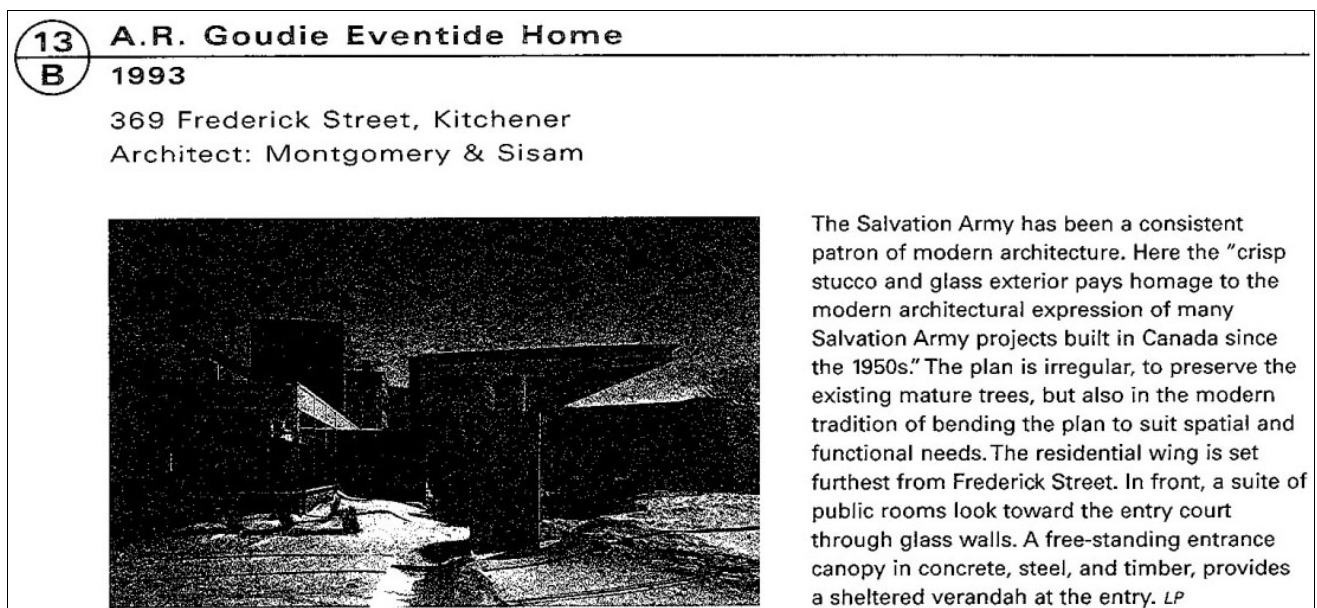 13
B
A.R. Goudie Eventide Home
1993
369 Frederick Street, Kitchener
Architect: Montgomery & Sisam
The Salvation Army has been a consistent
patron of modern architecture. Here the "crisp
stucco and glass exterior pays homage to the
modern architectural expression of many
Salvation Army projects built in Canada since
the 1950s." The plan is irregular, to preserve the
existing mature trees, but also in the modern
tradition of bending the plan to suit spatial and
functional needs. The residential wing is set
furthest from Frederick Street. In front, a suite of
public rooms look toward the entry court
through glass walls. A free-standing entrance
canopy in concrete, steel, and timber, provides
a sheltered verandah at the entry. LP